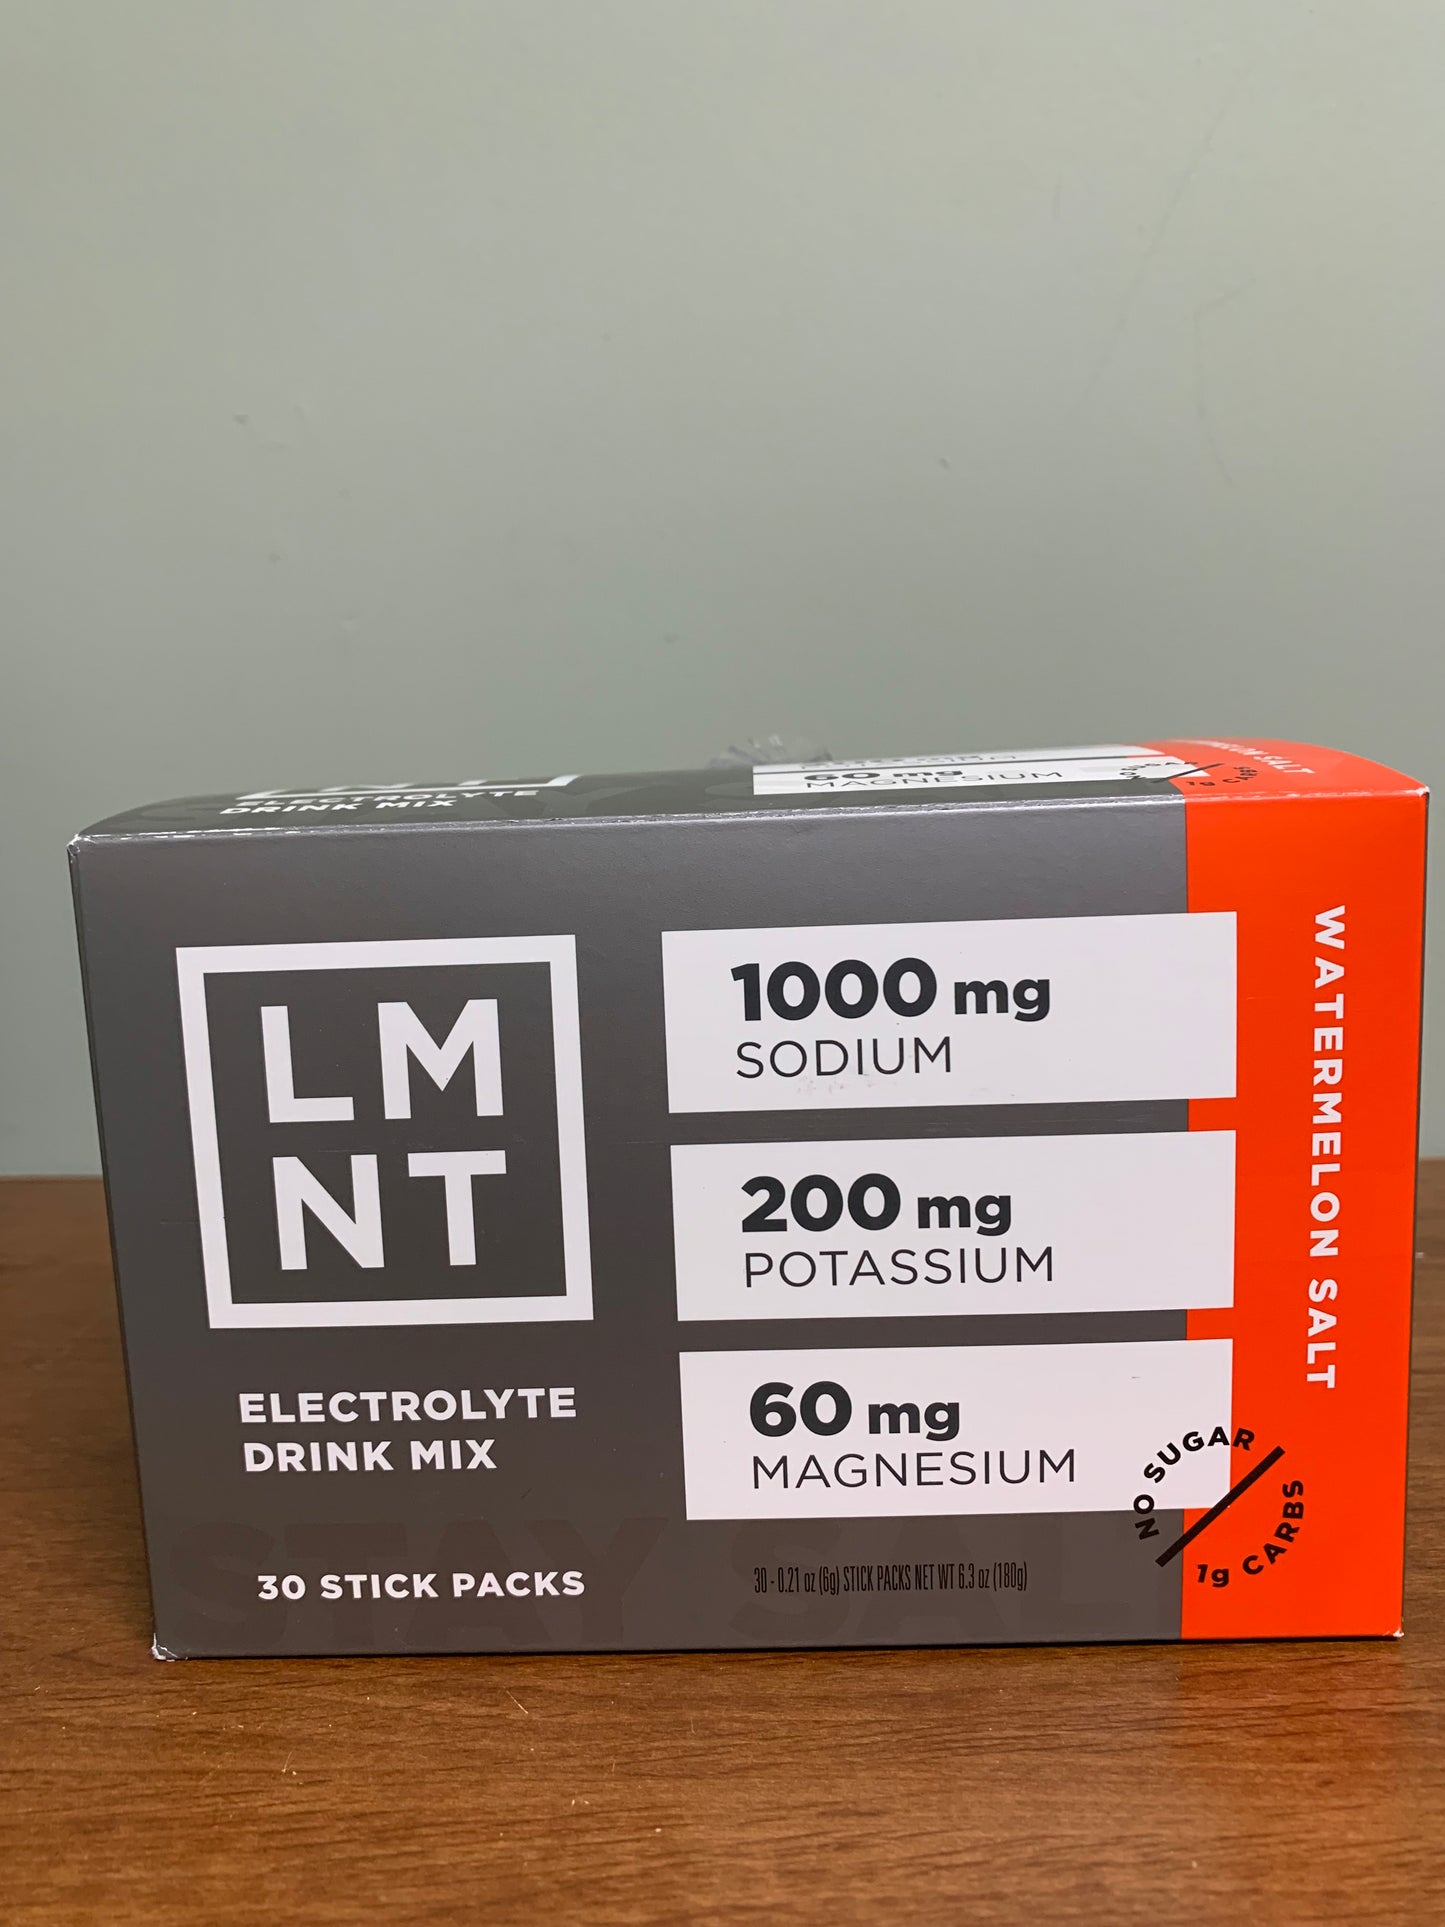 ELECTROLYTE
DRINK MIX
60 mg
MAGNESIUM
LM
NT
ELECTROLYTE
DRINK MIX
30 STICK PACKS
1000 mg
SODIUM
200 mg
POTASSIUM
60 mg
MAGNESIUM
30 - 0.21 oz (6g) STICK PACKS NET WT 6.3 oz (180g)
NO SUGAR
1g CARBS
WATERMELON SALT
STAY SAL